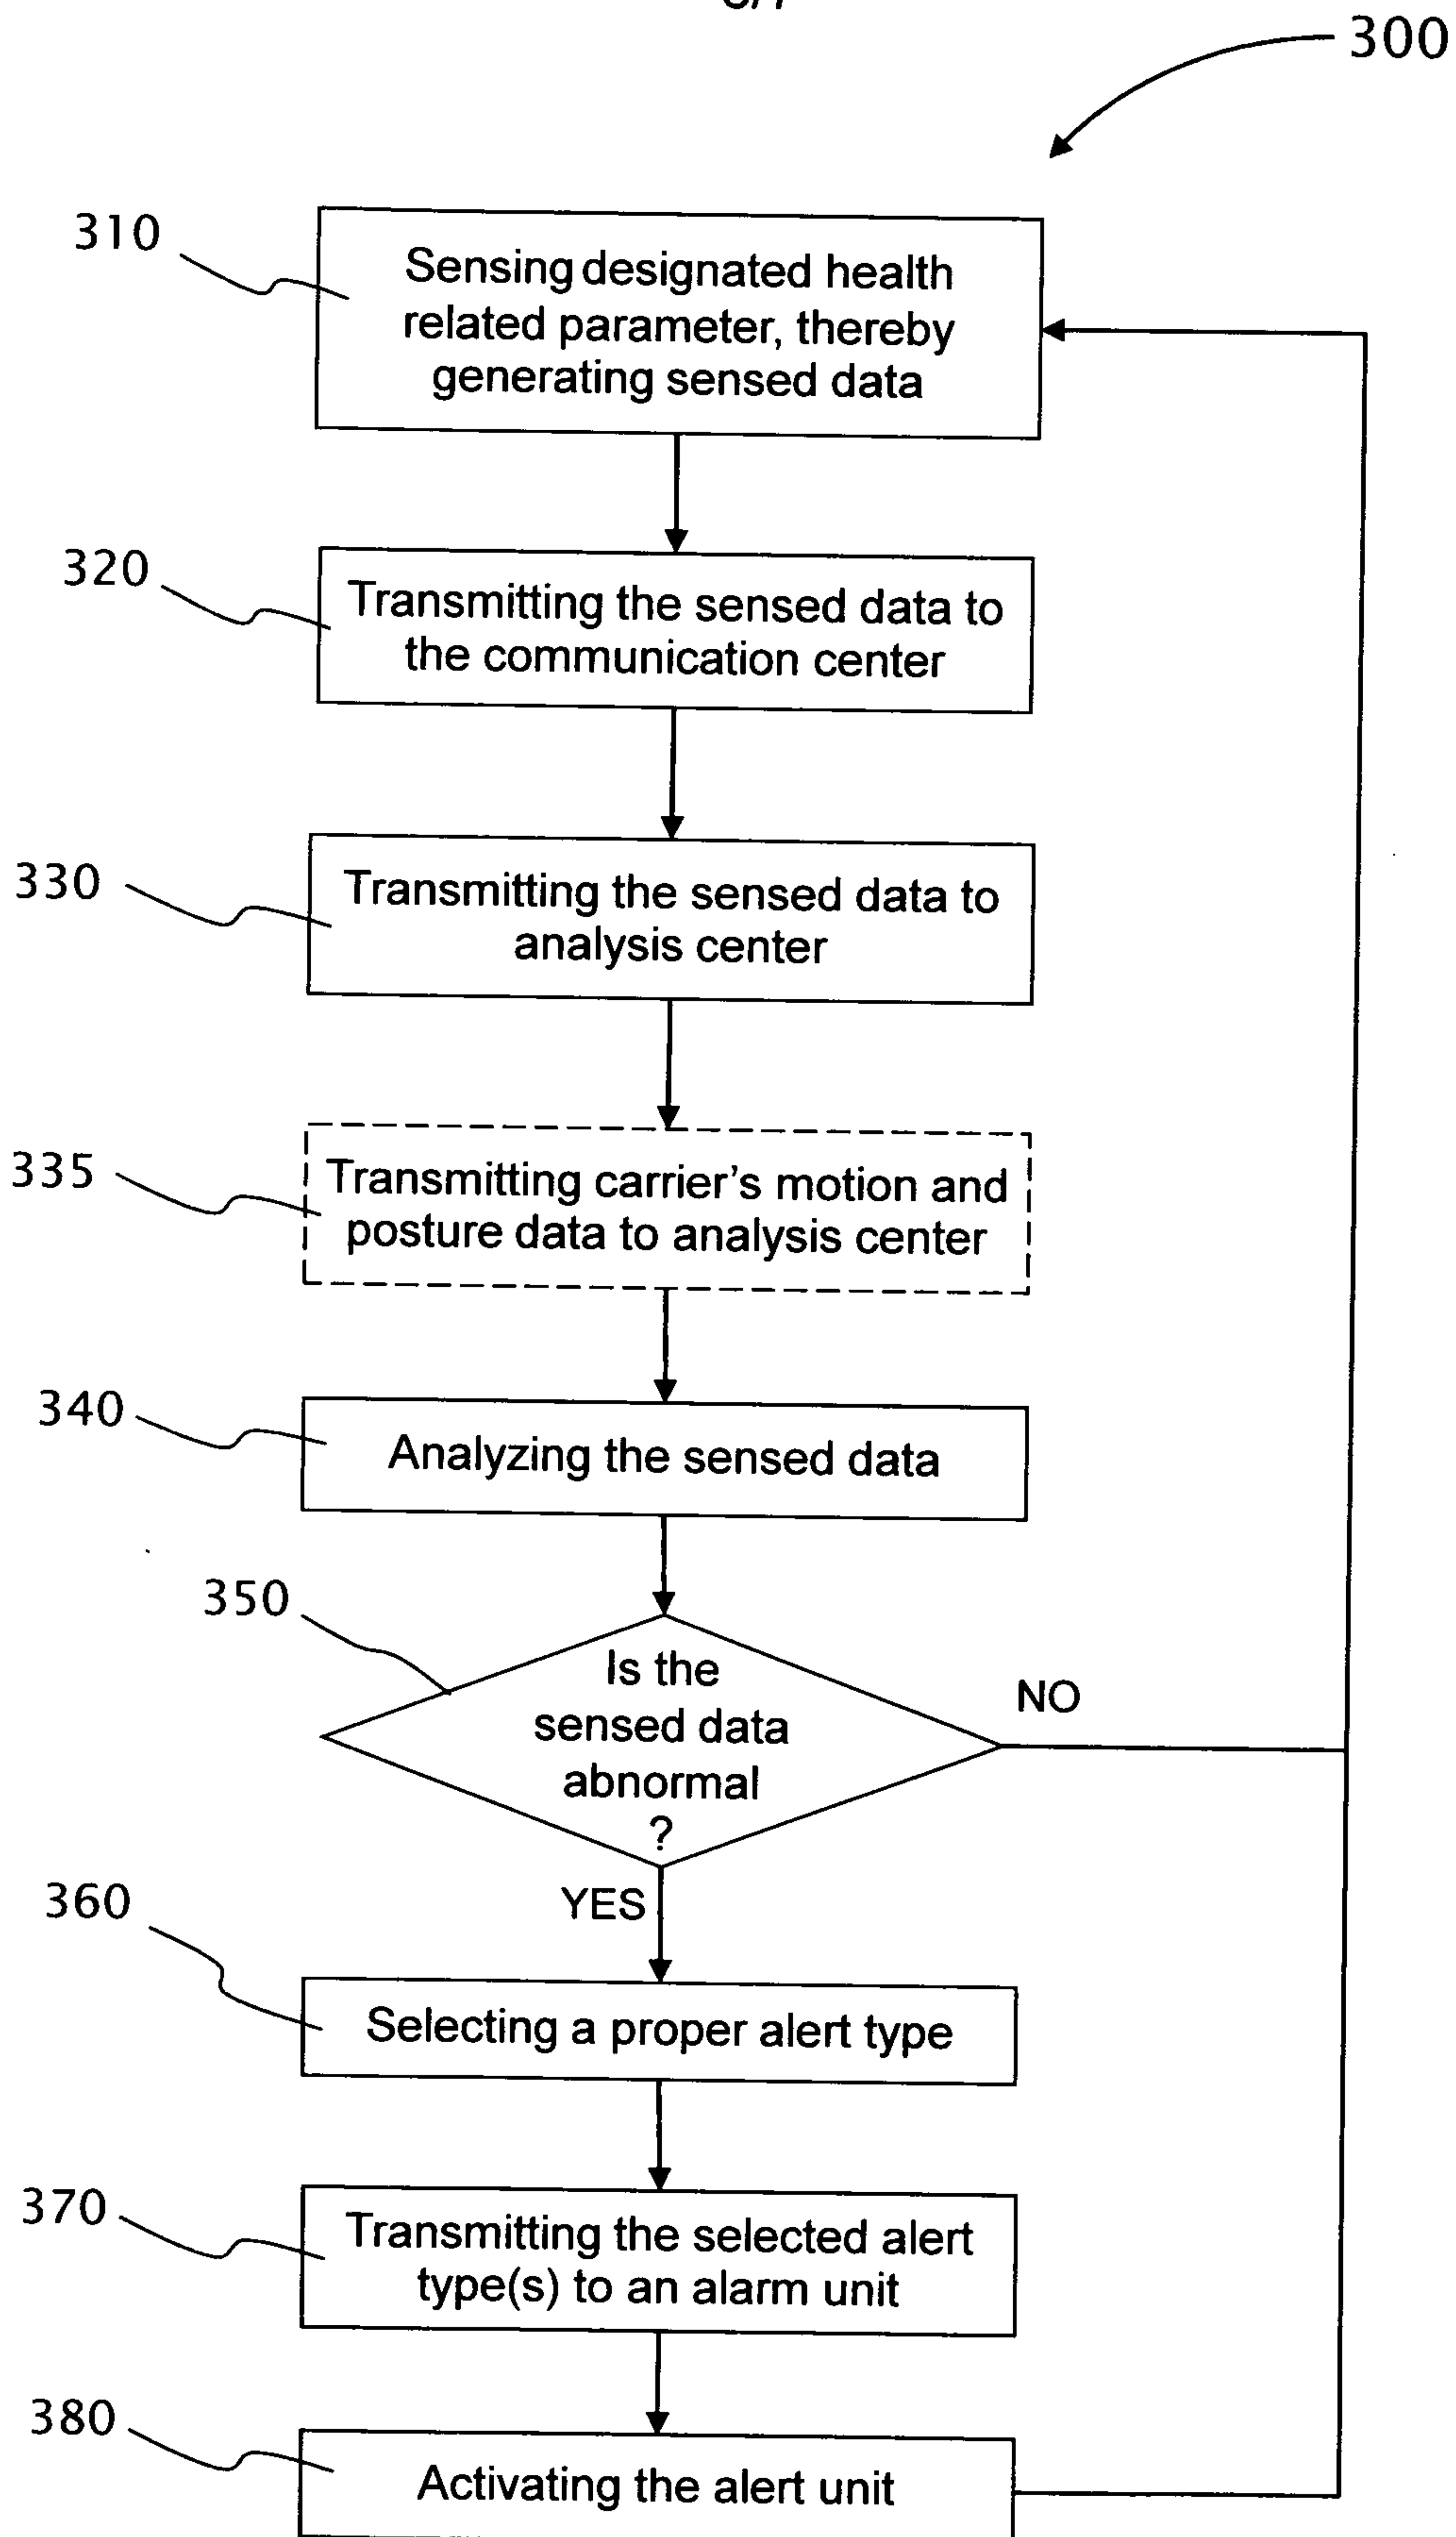 300
310
Sensing designated health
related parameter, thereby
generating sensed data
320
Transmitting the sensed data to
the communication center
330
Transmitting the sensed data to
analysis center
335
Transmitting carrier's motion and
posture data to analysis center
340
Analyzing the sensed data
350
Is the
sensed data
abnormal
?
NO
YES
360
Selecting a proper alert type
370
Transmitting the selected alert
type(s) to an alarm unit
380
Activating the alert unit